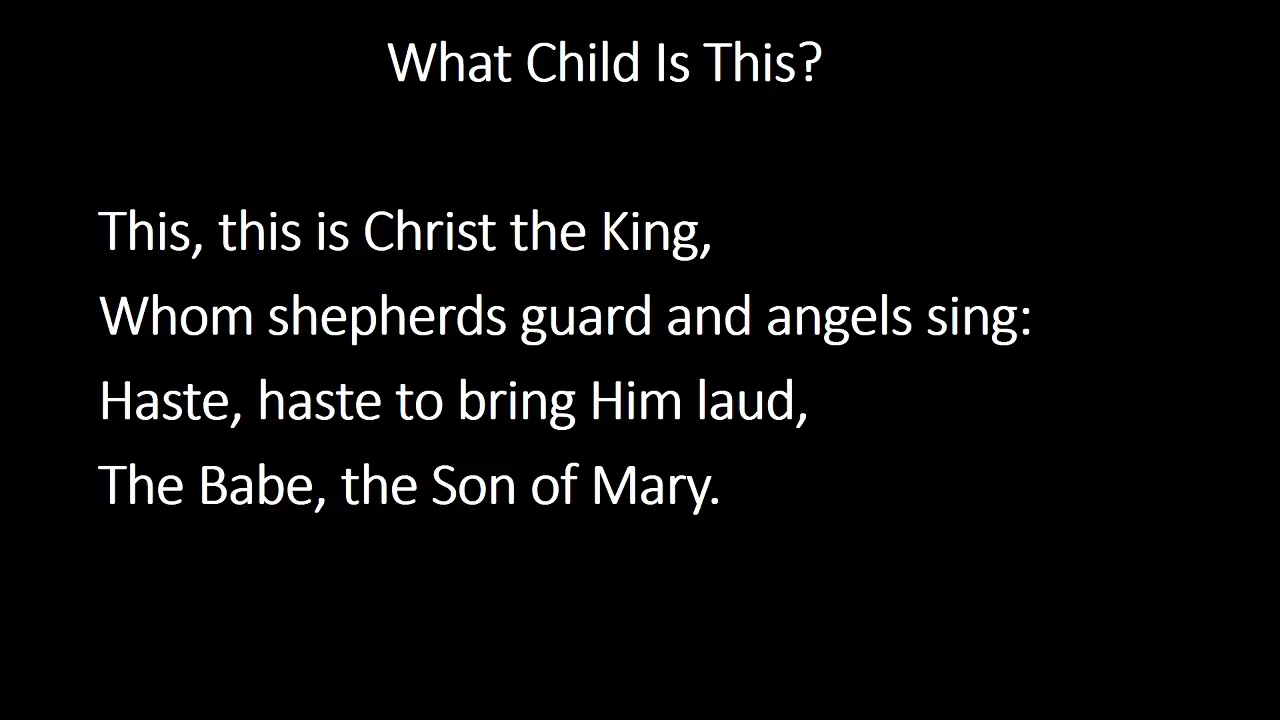 What Child Is This?
This, this is Christ the King,
Whom shepherds guard and angels sing:
Haste, haste to bring Him laud,
The Babe, the Son of Mary.